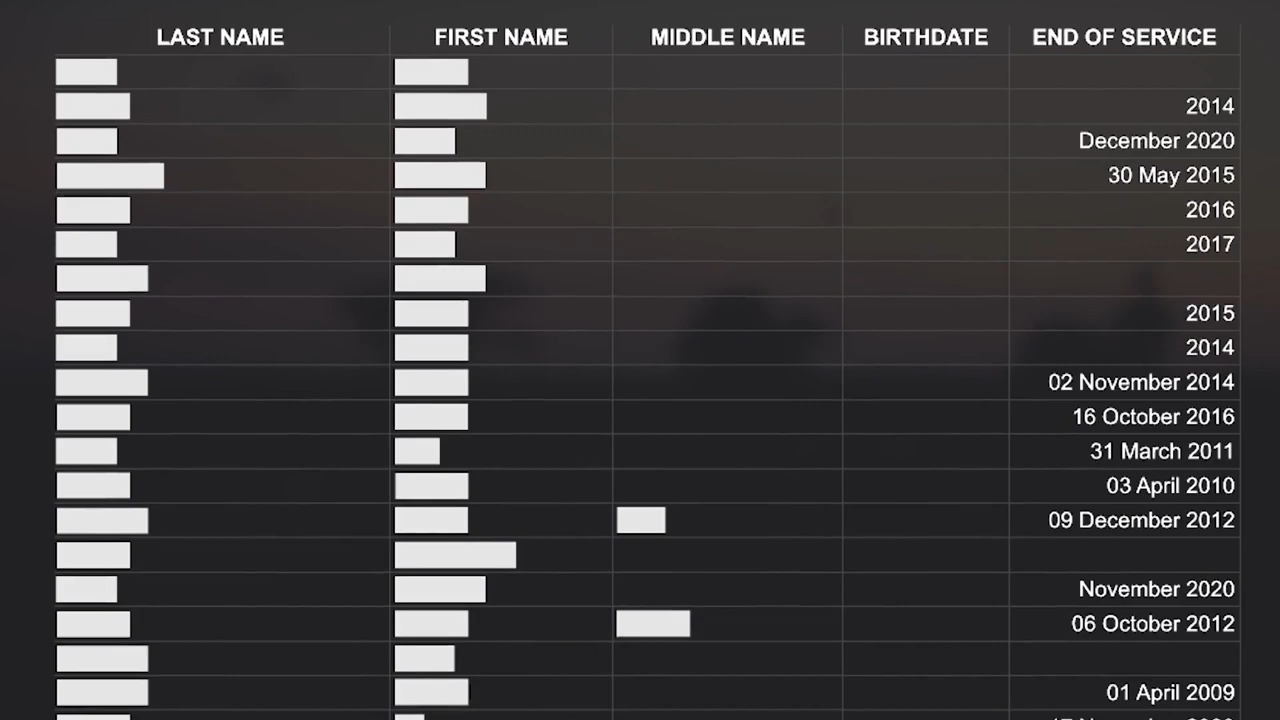 LAST NAME FIRST NAME MIDDLE NAME BIRTHDATE END OF SERVICE
2014
December 2020
30 May 2015
2016
2017
2015
2014
02 November 2014
16 October 2016
31 March 2011
03 April 2010
09 December 2012
November 2020
06 October 2012
01 April 2009